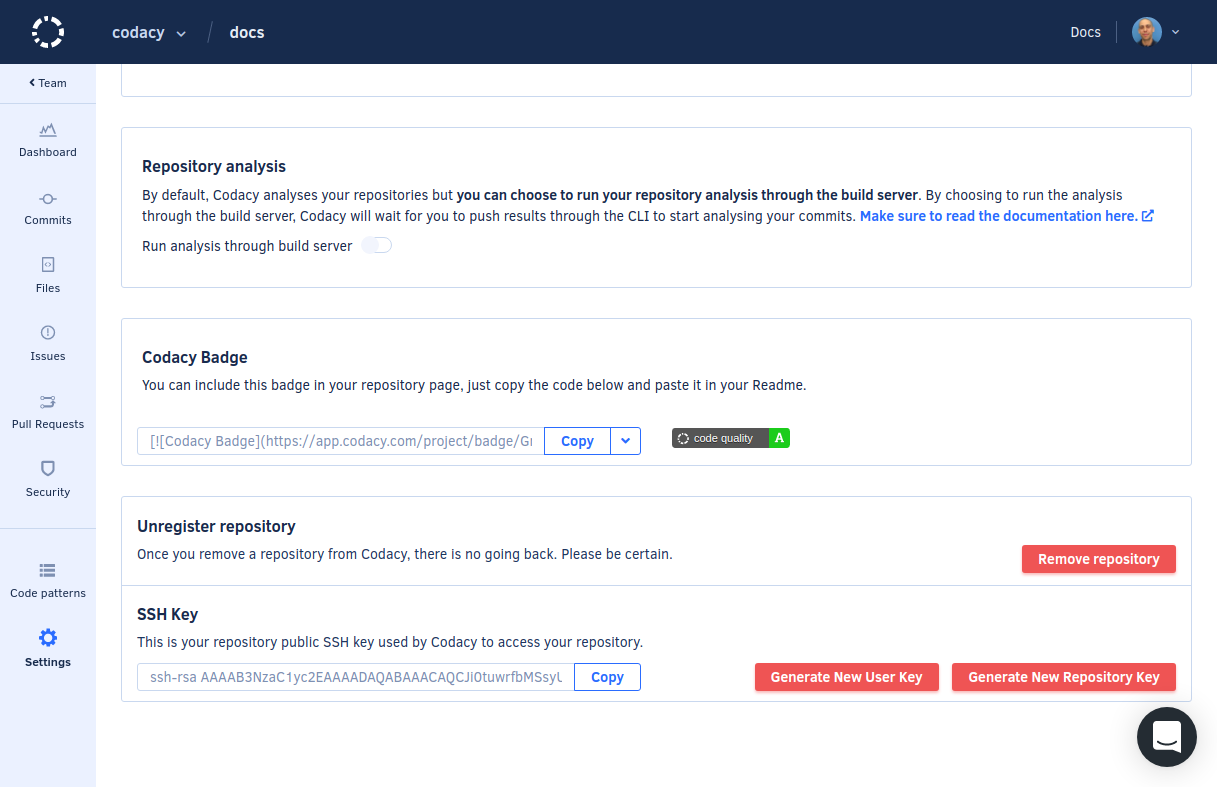 codacy / docs
Docs
Team
Dashboard
Commits
Files
Issues
Pull Requests
Security
Code patterns
Settings
Repository analysis
By default, Codacy analyses your repositories but you can choose to run your repository analysis through the build server. By choosing to run the analysis
through the build server, Codacy will wait for you to push results through the CLI to start analysing your commits. Make sure to read the documentation here.
Run analysis through build server
Codacy Badge
You can include this badge in your repository page, just copy the code below and paste it in your Readme.
[![Codacy Badge](https://app.codacy.com/project/badge/Gr
Copy
code quality A
Unregister repository
Once you remove a repository from Codacy, there is no going back. Please be certain.
Remove repository
SSH Key
This is your repository public SSH key used by Codacy to access your repository.
ssh-rsa AAAAB3NzaC1yc2EAAAADAQABAAACAQCJi0tuwrfbMSsyU
Copy
Generate New User Key
Generate New Repository Key